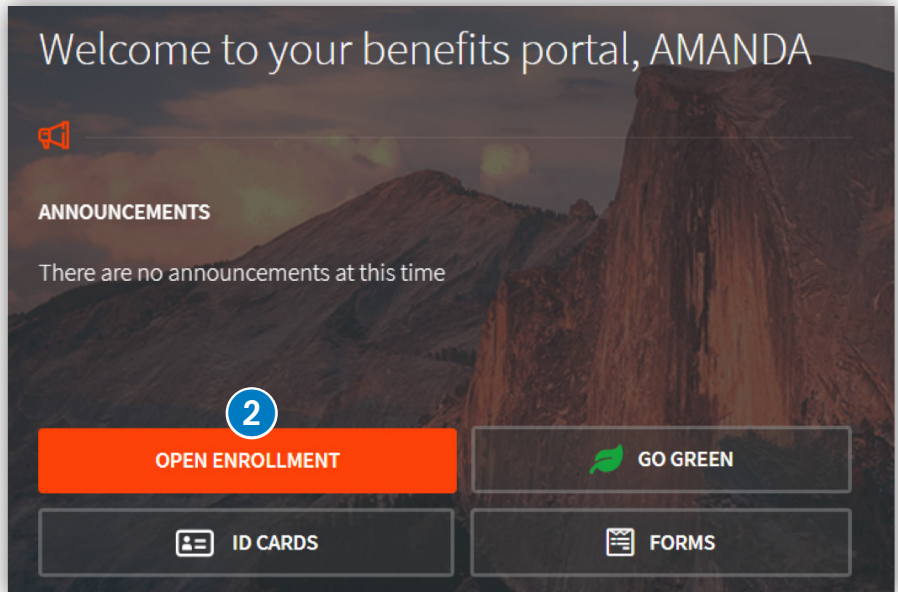 Welcome to your benefits portal, AMANDA
ANNOUNCEMENTS
There are no announcements at this time
2
OPEN ENROLLMENT
GO GREEN
ID CARDS
FORMS